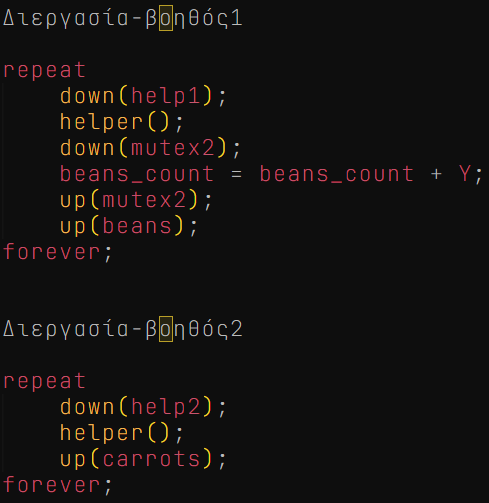 Διεργασία-βοηθός1
repeat
down(help1);
helper();
down(mutex2);
beans_count = beans_count + Y;
up(mutex2);
up(beans);
forever;
Διεργασία-βοηθός2
repeat
down(help2);
helper();
up(carrots);
forever;